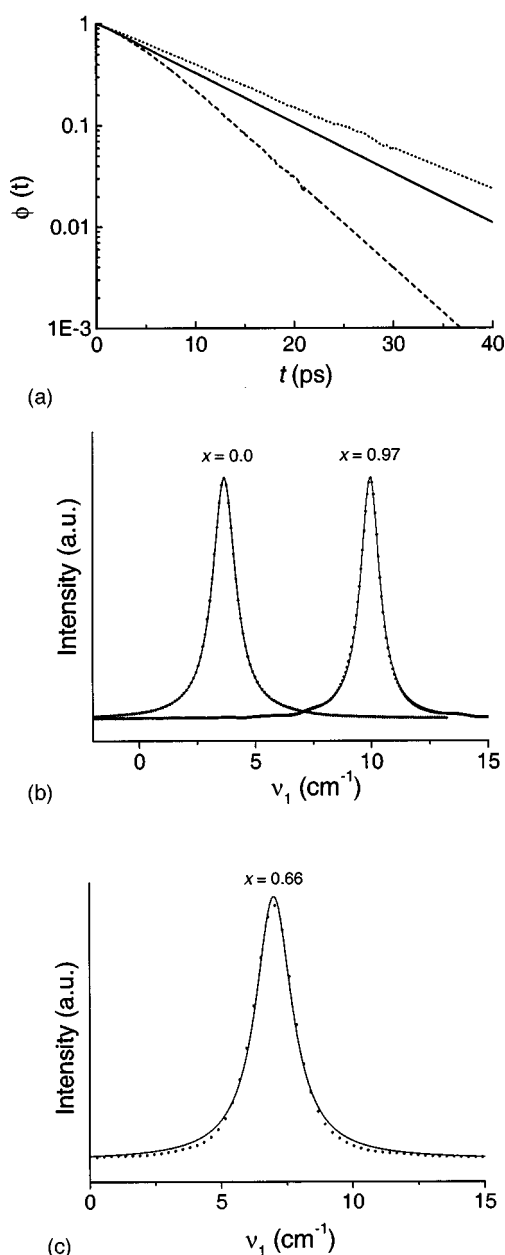 1
0.1
0.01
1E-3
ϕ (t)
0 10 20 30 40
t (ps)
(a)
x = 0.0 x = 0.97
Intensity (a.u.)
0 5 10 15
ν₁ (cm⁻¹)
(b)
x = 0.66
Intensity (a.u.)
0 5 10 15
ν₁ (cm⁻¹)
(c)